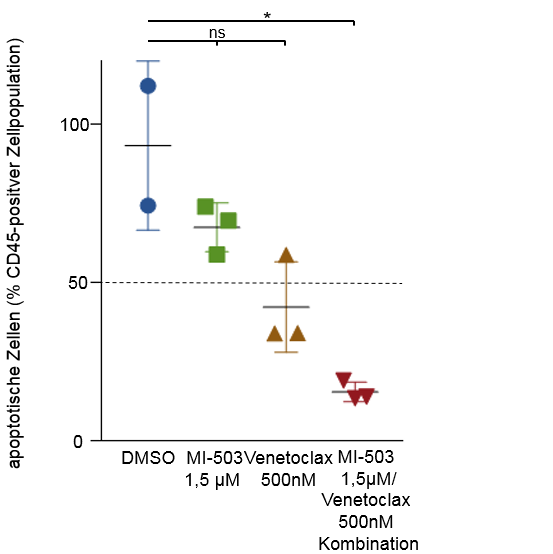 *
ns
apoptotische Zellen (% CD45-positver Zellpopulation)
100
50
0
DMSO
MI-503
1,5 µM
Venetoclax
500nM
MI-503
1,5µM/
Venetoclax
500nM
Kombination